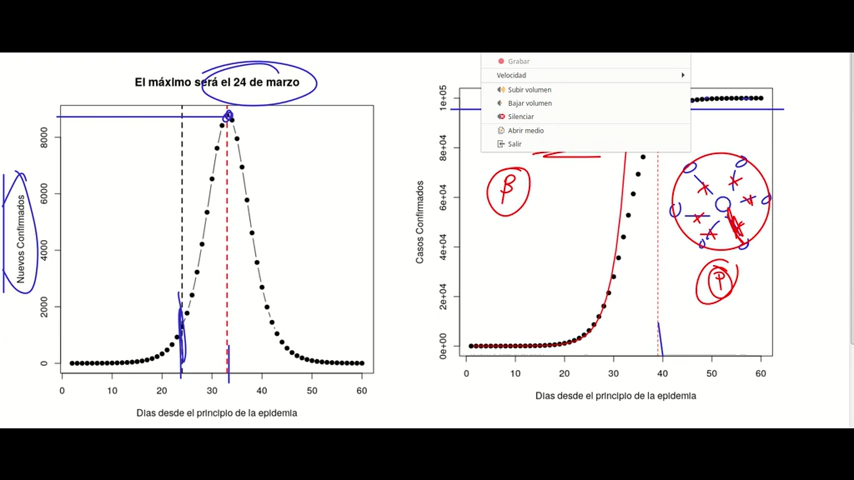 El máximo será el 24 de marzo
Nuevos Confirmados
8000
6000
4000
2000
0
0 10 20 30 40 50 60
Dias desde el principio de la epidemia
Grabar
Velocidad
Subir volumen
Bajar volumen
Silenciar
Abrir medio
Salir
Casos Confirmados
1e+05
8e+04
6e+04
4e+04
2e+04
0e+00
β
P
0 10 20 30 40 50 60
Dias desde el principio de la epidemia